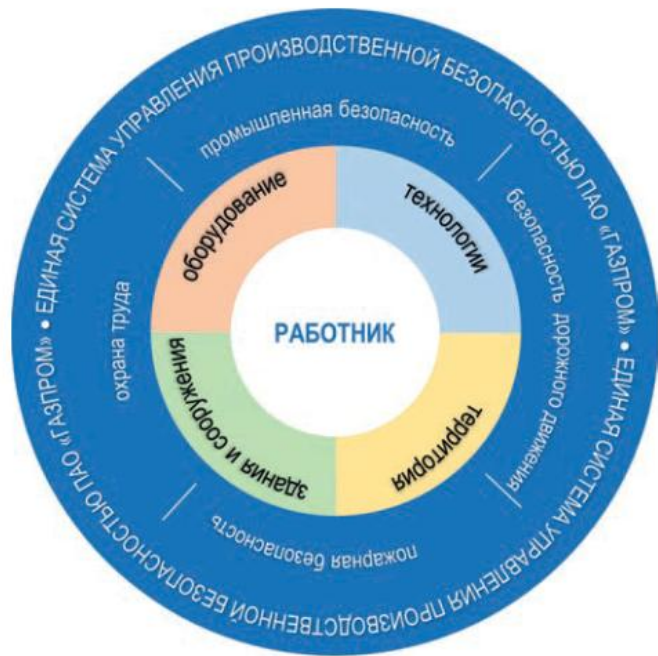 ЕДИНАЯ СИСТЕМА УПРАВЛЕНИЯ ПРОИЗВОДСТВЕННОЙ БЕЗОПАСНОСТЬЮ ПАО «ГАЗПРОМ» •
ЕДИНАЯ СИСТЕМА УПРАВЛЕНИЯ ПРОИЗВОДСТВЕННОЙ БЕЗОПАСНОСТЬЮ ПАО «ГАЗПРОМ» •
промышленная безопасность
безопасность дорожного движения
пожарная безопасность
охрана труда
оборудование
технологии
территория
здания и сооружения
РАБОТНИК